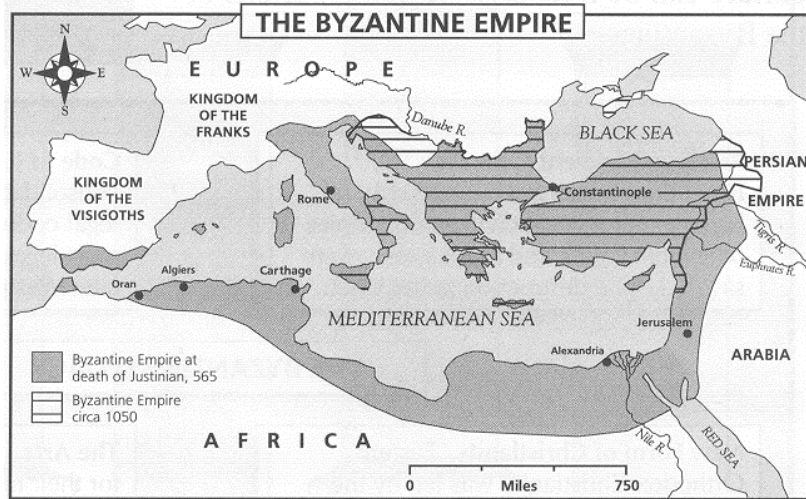 THE BYZANTINE EMPIRE
N
W E
S
EUROPE
KINGDOM
OF THE
FRANKS
Danube R.
BLACK SEA
PERSIAN
EMPIRE
KINGDOM
OF THE
VISIGOTHS
Rome
Constantinople
Tigris R.
Euphrates R.
Oran
Algiers
Carthage
MEDITERRANEAN SEA
Jerusalem
Alexandria
ARABIA
Byzantine Empire at
death of Justinian, 565
Byzantine Empire
circa 1050
AFRICA
Nile R.
RED SEA
0 Miles 750